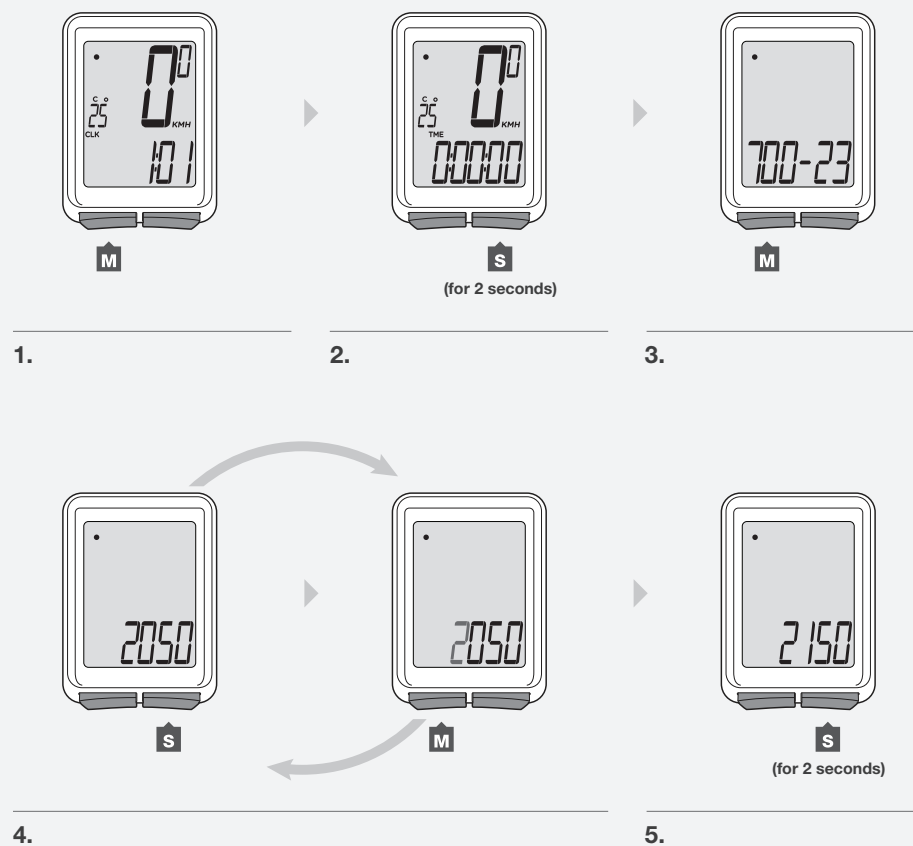 0 0
C °
25
KMH
CLK
1:01
M
0 0
C °
25
KMH
TME
0:00:00
S
(for 2 seconds)
700-23
M
1.
2.
3.
2050
S
2050
M
2150
S
(for 2 seconds)
4.
5.